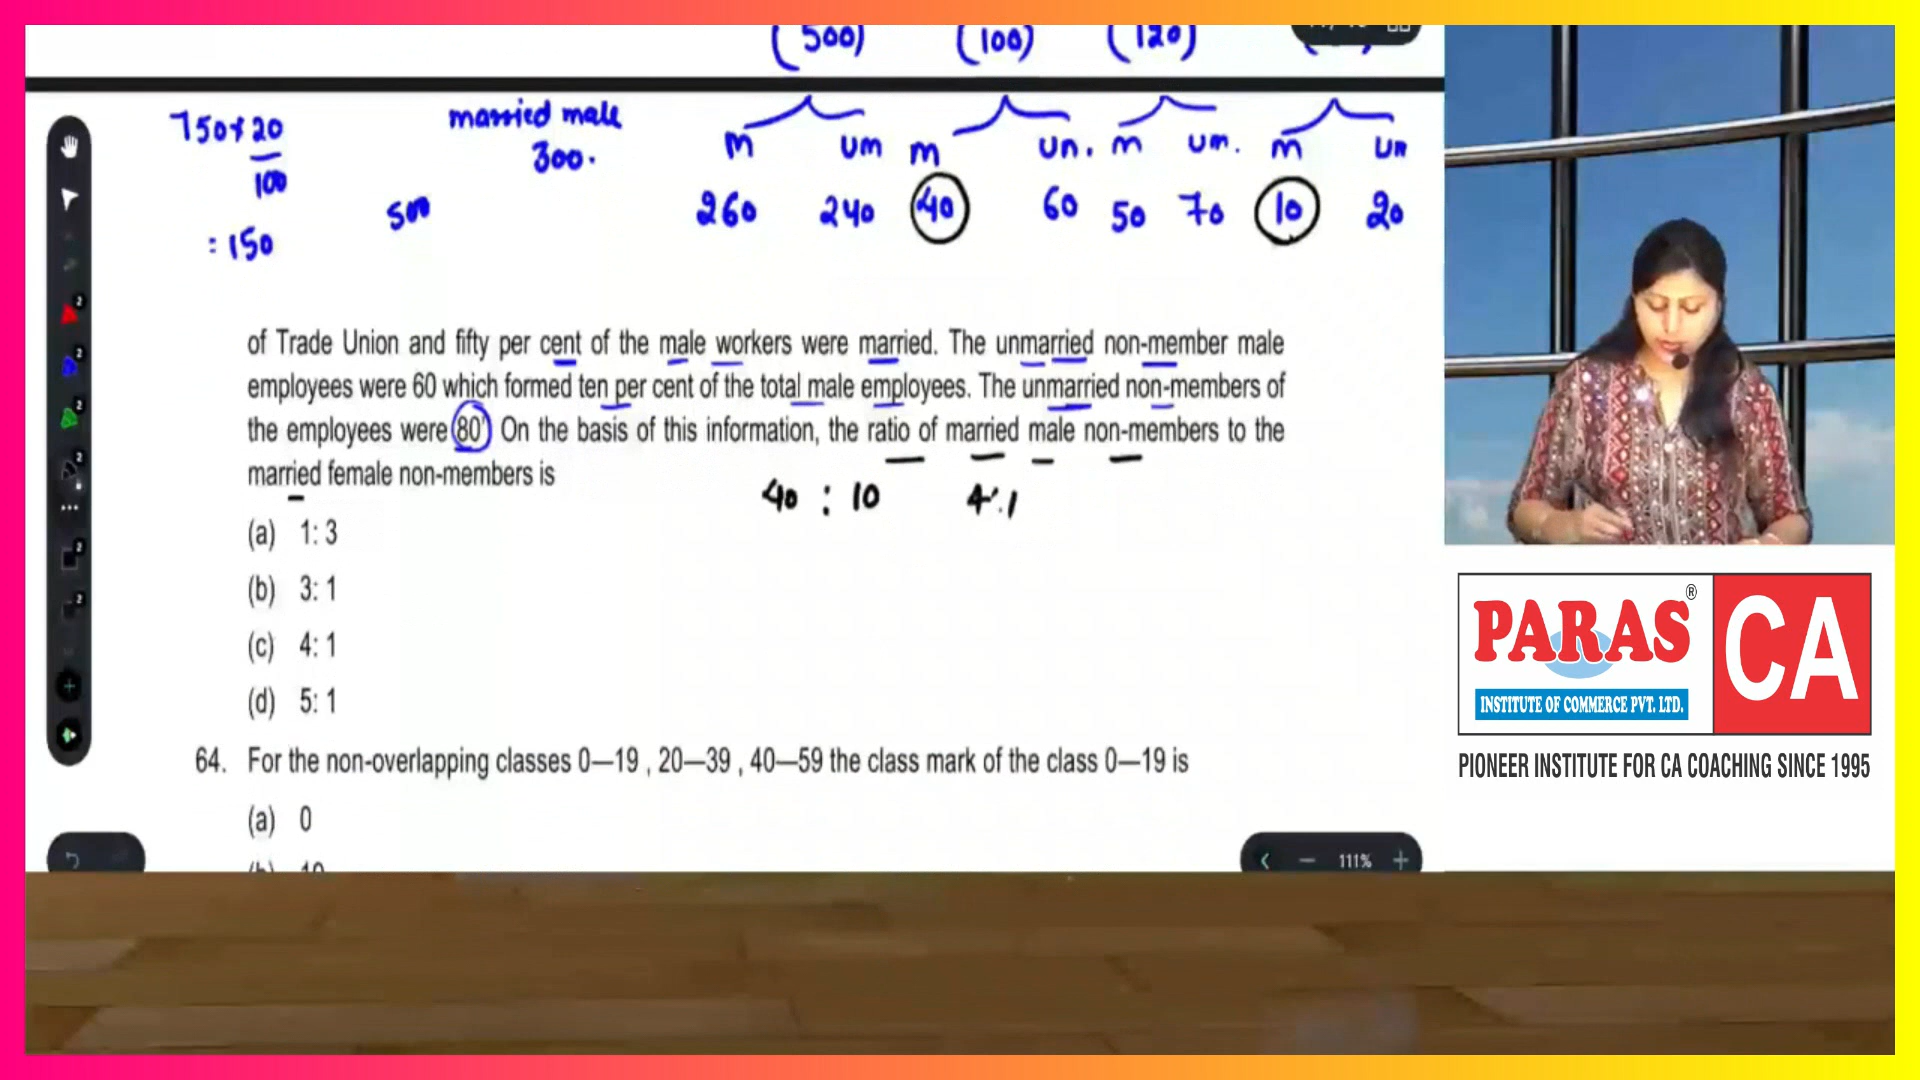 (500) (100) (120)
750 × 20
100
= 150
married male
300.
500
m um m un. m um. m un
260 240 40 60 50 70 10 20
of Trade Union and fifty per cent of the male workers were married. The unmarried non-member male
employees were 60 which formed ten per cent of the total male employees. The unmarried non-members of
the employees were 80' On the basis of this information, the ratio of married male non-members to the
married female non-members is
40 : 10 4:1
(a) 1: 3
(b) 3: 1
(c) 4: 1
(d) 5: 1
64. For the non-overlapping classes 0—19 , 20—39 , 40—59 the class mark of the class 0—19 is
(a) 0
(b) 10
111%
PARAS ® CA
INSTITUTE OF COMMERCE PVT. LTD.
PIONEER INSTITUTE FOR CA COACHING SINCE 1995